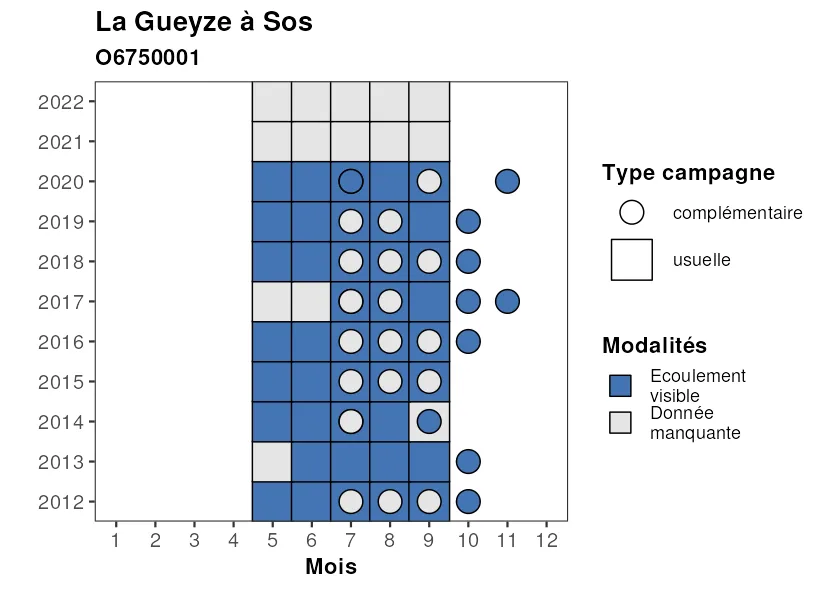 La Gueyze à Sos
O6750001
2022
2021
2020
2019
2018
2017
2016
2015
2014
2013
2012
1 2 3 4 5 6 7 8 9 10 11 12
Mois
Type campagne
complémentaire
usuelle
Modalités
Ecoulement
visible
Donnée
manquante